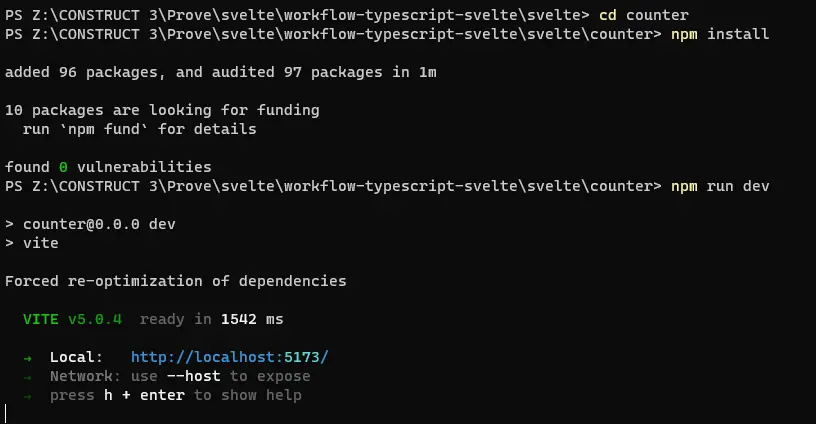 PS Z:\CONSTRUCT 3\Prove\svelte\workflow-typescript-svelte\svelte> cd counter
PS Z:\CONSTRUCT 3\Prove\svelte\workflow-typescript-svelte\svelte\counter> npm install
added 96 packages, and audited 97 packages in 1m
10 packages are looking for funding
run `npm fund` for details
found 0 vulnerabilities
PS Z:\CONSTRUCT 3\Prove\svelte\workflow-typescript-svelte\svelte\counter> npm run dev
> counter@0.0.0 dev
> vite
Forced re-optimization of dependencies
VITE v5.0.4 ready in 1542 ms
→ Local: http://localhost:5173/
→ Network: use --host to expose
→ press h + enter to show help